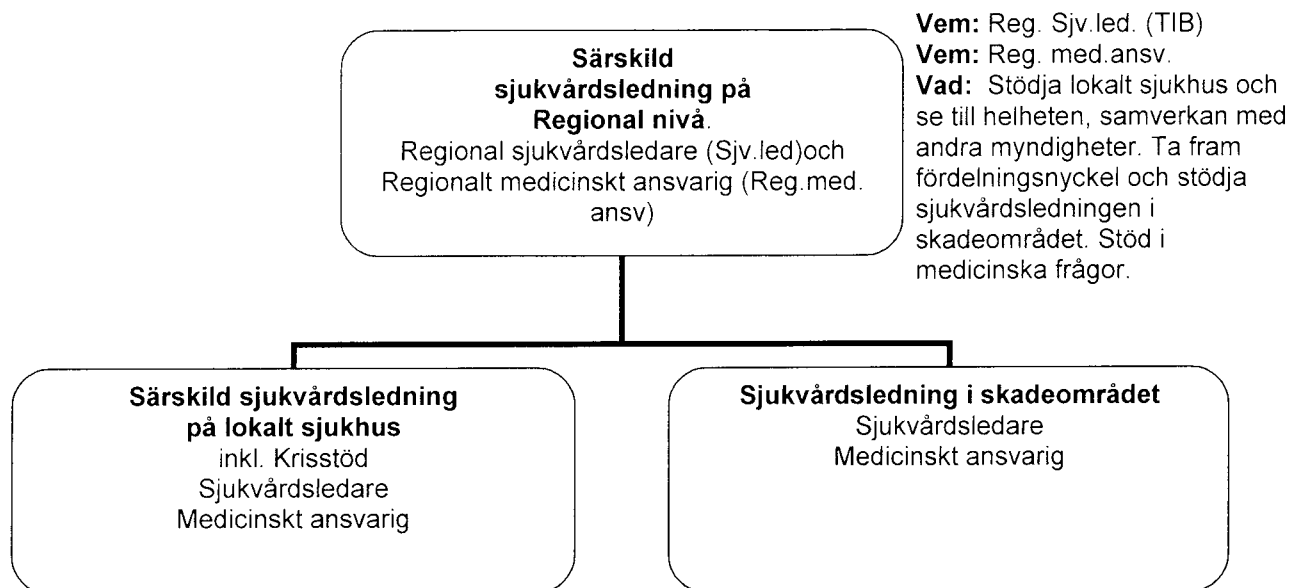 Särskild
sjukvårdsledning på
Regional nivå.
Regional sjukvårdsledare (Sjv.led)och
Regionalt medicinskt ansvarig (Reg.med.
ansv)
Vem: Reg. Sjv.led. (TIB)
Vem: Reg. med.ansv.
Vad: Stödja lokalt sjukhus och
se till helheten, samverkan med
andra myndigheter. Ta fram
fördelningsnyckel och stödja
sjukvårdsledningen i
skadeområdet. Stöd i
medicinska frågor.
Särskild sjukvårdsledning
på lokalt sjukhus
inkl. Krisstöd
Sjukvårdsledare
Medicinskt ansvarig
Sjukvårdsledning i skadeområdet
Sjukvårdsledare
Medicinskt ansvarig